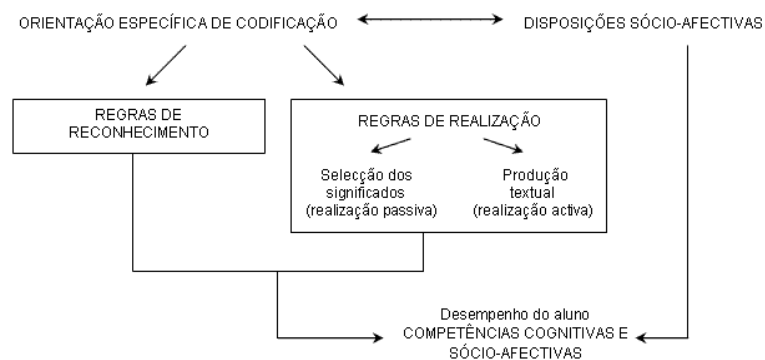 ORIENTAÇÃO ESPECÍFICA DE CODIFICAÇÃO
DISPOSIÇÕES SÓCIO-AFECTIVAS
REGRAS DE
RECONHECIMENTO
REGRAS DE REALIZAÇÃO
Selecção dos
significados
(realização passiva)
Produção
textual
(realização activa)
Desempenho do aluno
COMPETÊNCIAS COGNITIVAS E
SÓCIO-AFECTIVAS